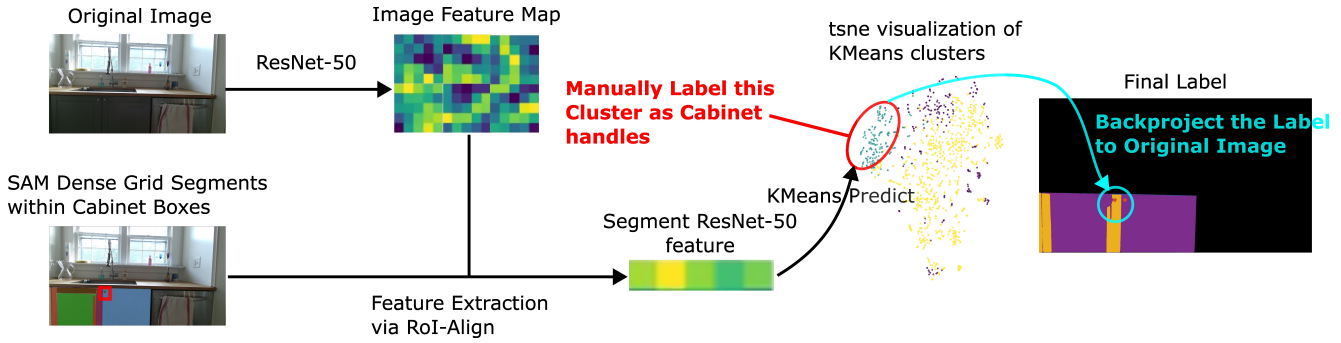 Original Image
ResNet-50
Image Feature Map
SAM Dense Grid Segments
within Cabinet Boxes
Feature Extraction
via RoI-Align
Segment ResNet-50
feature
Manually Label this
Cluster as Cabinet
handles
KMeans Predict
tsne visualization of
KMeans clusters
Final Label
Backproject the Label
to Original Image